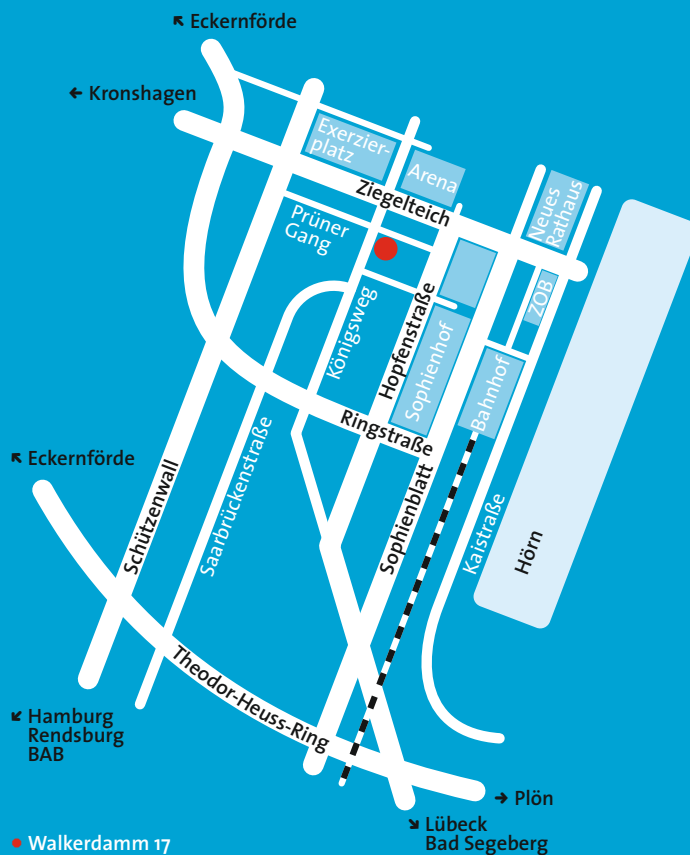 ↖ Eckernförde
← Kronshagen
Exerzier-
platz
Arena
Ziegelteich
Neues
Rathaus
Prüner
Gang
ZOB
Königsweg
Hopfenstraße
Sophienhof
Bahnhof
Ringstraße
↖ Eckernförde
Schützenwall
Saarbrückenstraße
Sophienblatt
Kaistraße
Hörn
Theodor-Heuss-Ring
↙ Hamburg
Rendsburg
BAB
→ Plön
↘ Lübeck
Bad Segeberg
• Walkerdamm 17